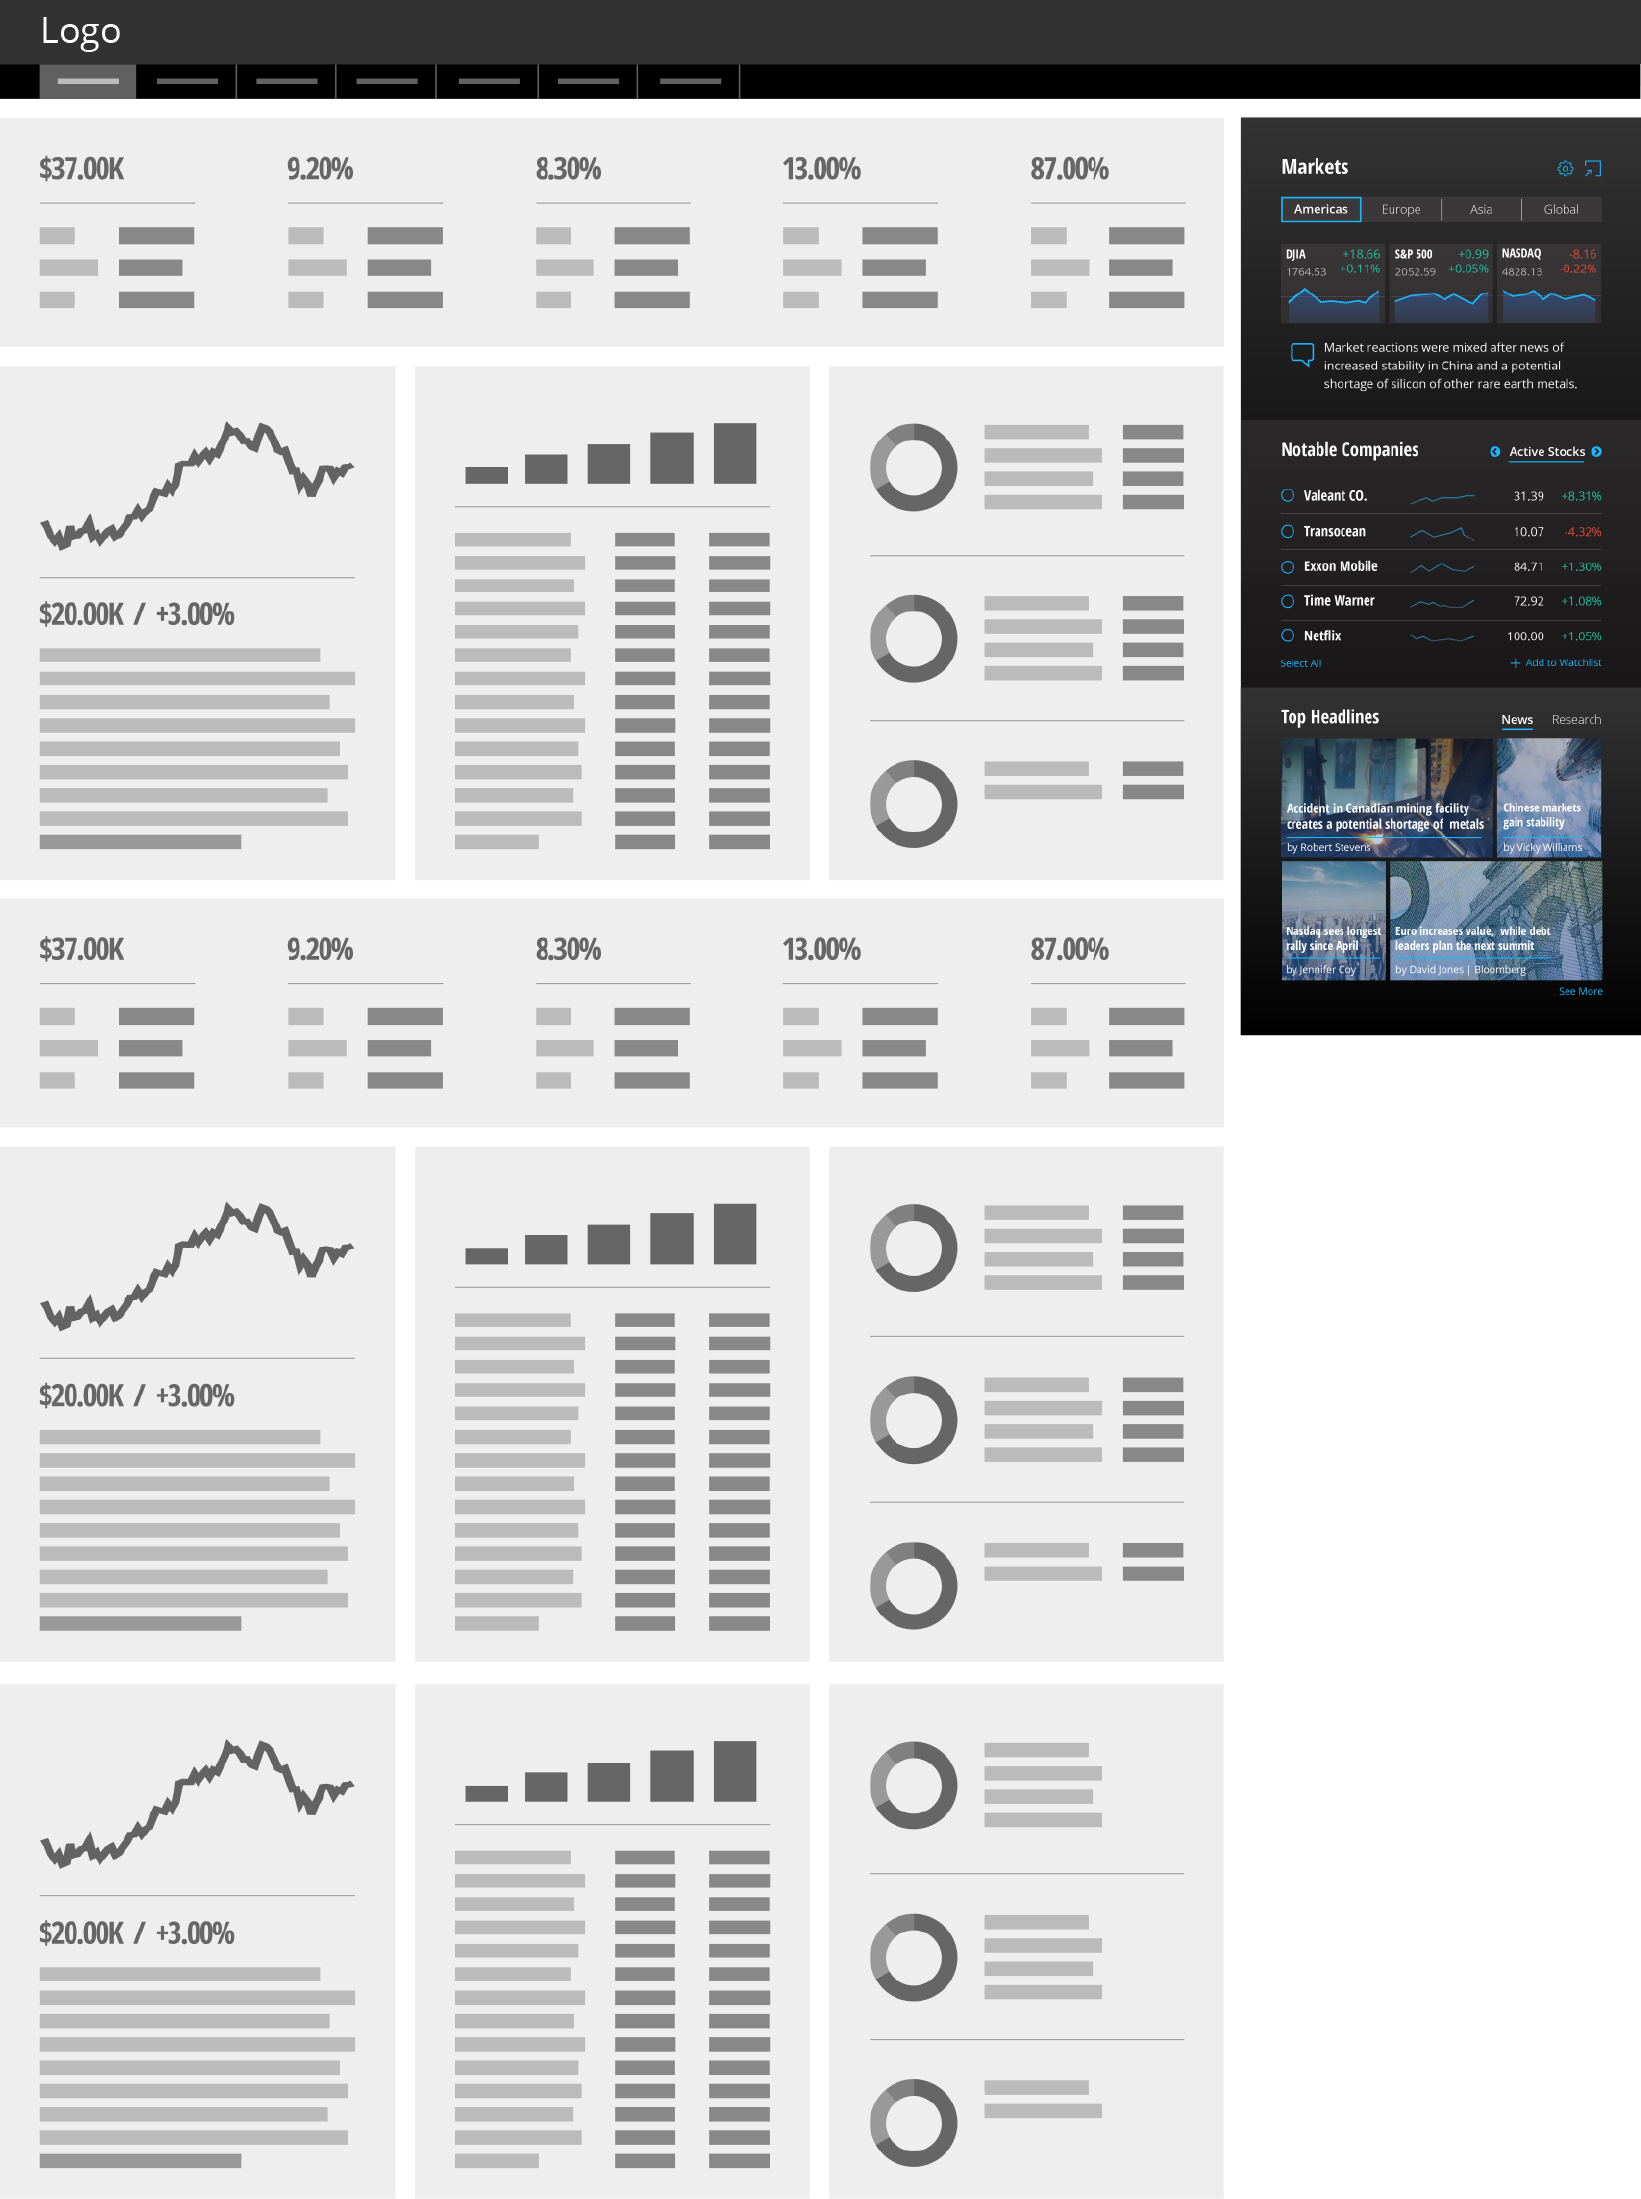 Logo
$37.00K 9.20% 8.30% 13.00% 87.00%
$20.00K / +3.00%
$37.00K 9.20% 8.30% 13.00% 87.00%
$20.00K / +3.00%
$20.00K / +3.00%
Markets
Americas Europe Asia Global
DJIA +18.66
1764.53 +0.11%
S&P 500 +0.99
2052.59 +0.05%
NASDAQ -8.16
4828.13 -0.22%
Market reactions were mixed after news of
increased stability in China and a potential
shortage of silicon of other rare earth metals.
Notable Companies Active Stocks
Valeant CO. 31.39 +8.31%
Transocean 10.07 -4.32%
Exxon Mobile 84.71 +1.30%
Time Warner 72.92 +1.08%
Netflix 100.00 +1.05%
Select All + Add to Watchlist
Top Headlines News Research
Accident in Canadian mining facility
creates a potential shortage of metals
by Robert Stevens
Chinese markets
gain stability
by Vicky Williams
Nasdaq sees longest
rally since April
by Jennifer Coy
Euro increases value, while debt
leaders plan the next summit
by David Jones | Bloomberg
See More